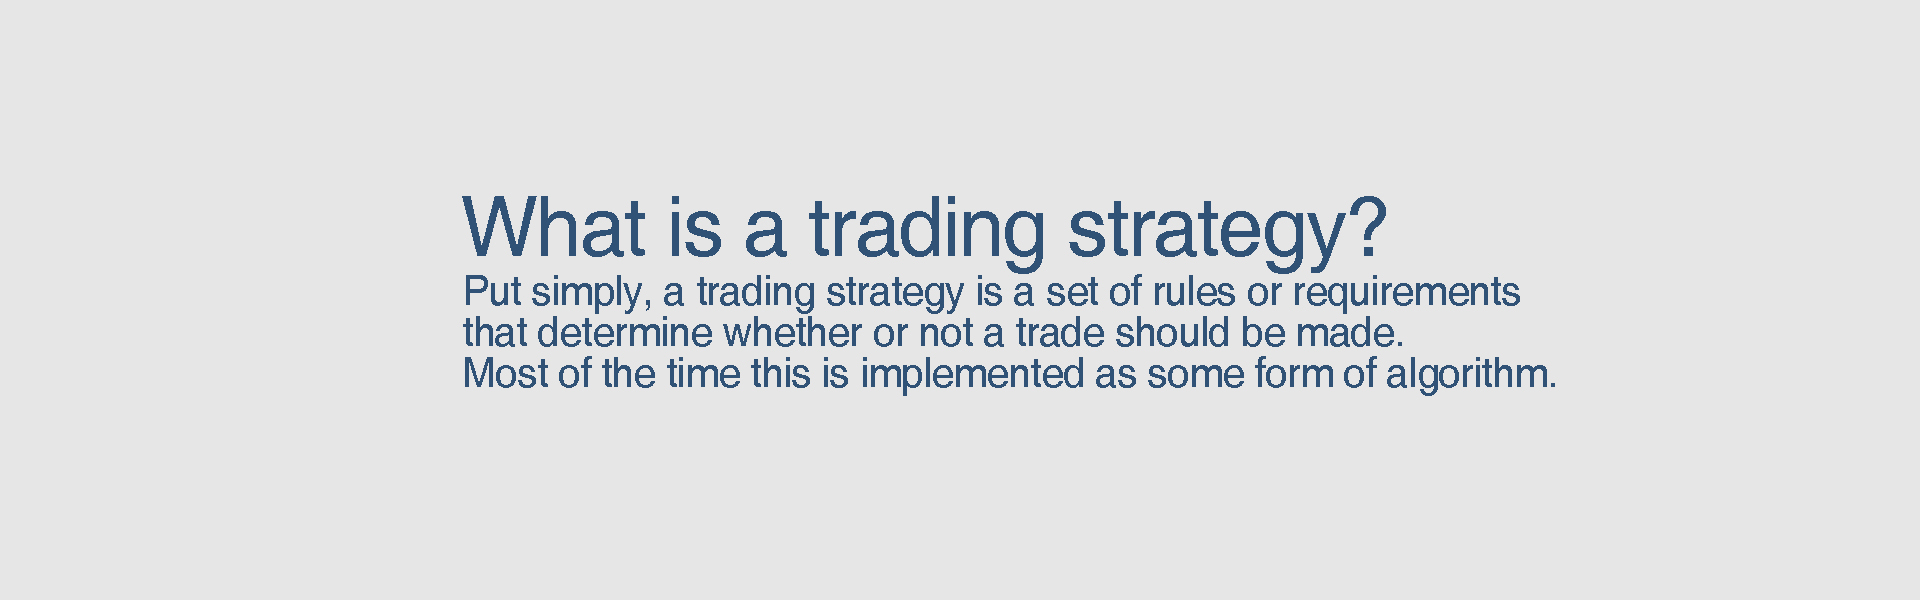 What is a trading strategy?
Put simply, a trading strategy is a set of rules or requirements
that determine whether or not a trade should be made.
Most of the time this is implemented as some form of algorithm.